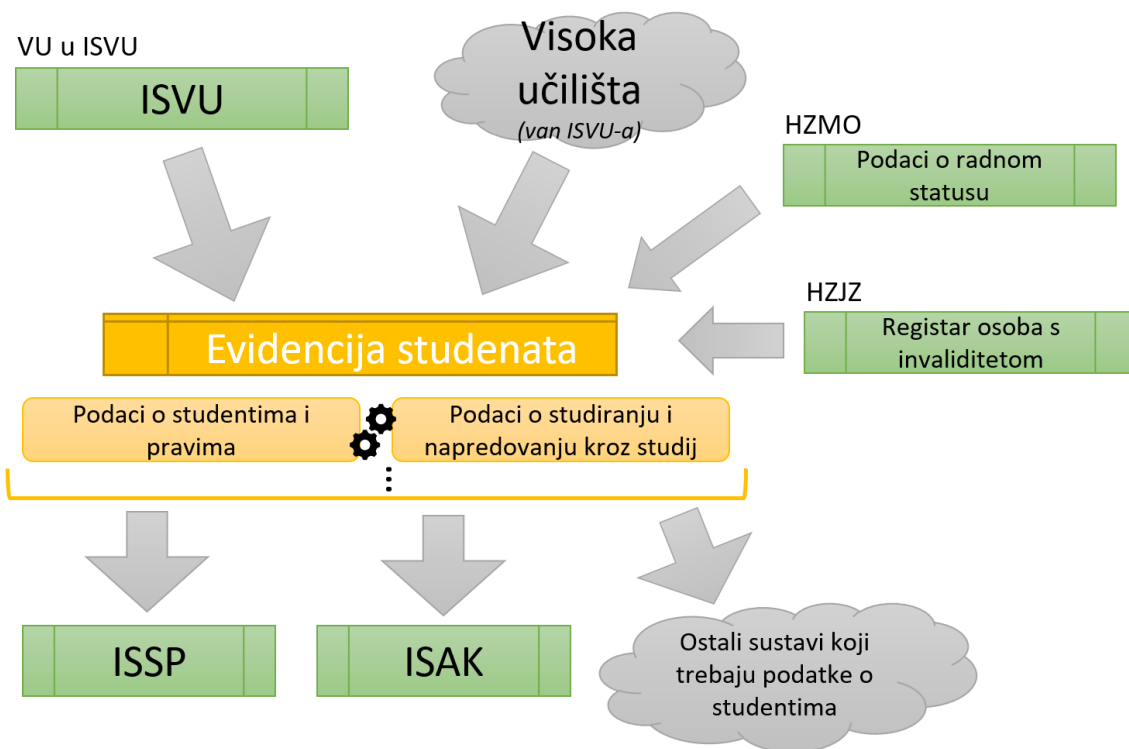 VU u ISVU
ISVU
Visoka
učilišta
(van ISVU-a)
HZMO
Podaci o radnom
statusu
HZJZ
Registar osoba s
invaliditetom
Evidencija studenata
Podaci o studentima i
pravima
Podaci o studiranju i
napredovanju kroz studij
ISSP
ISAK
Ostali sustavi koji
trebaju podatke o
studentima